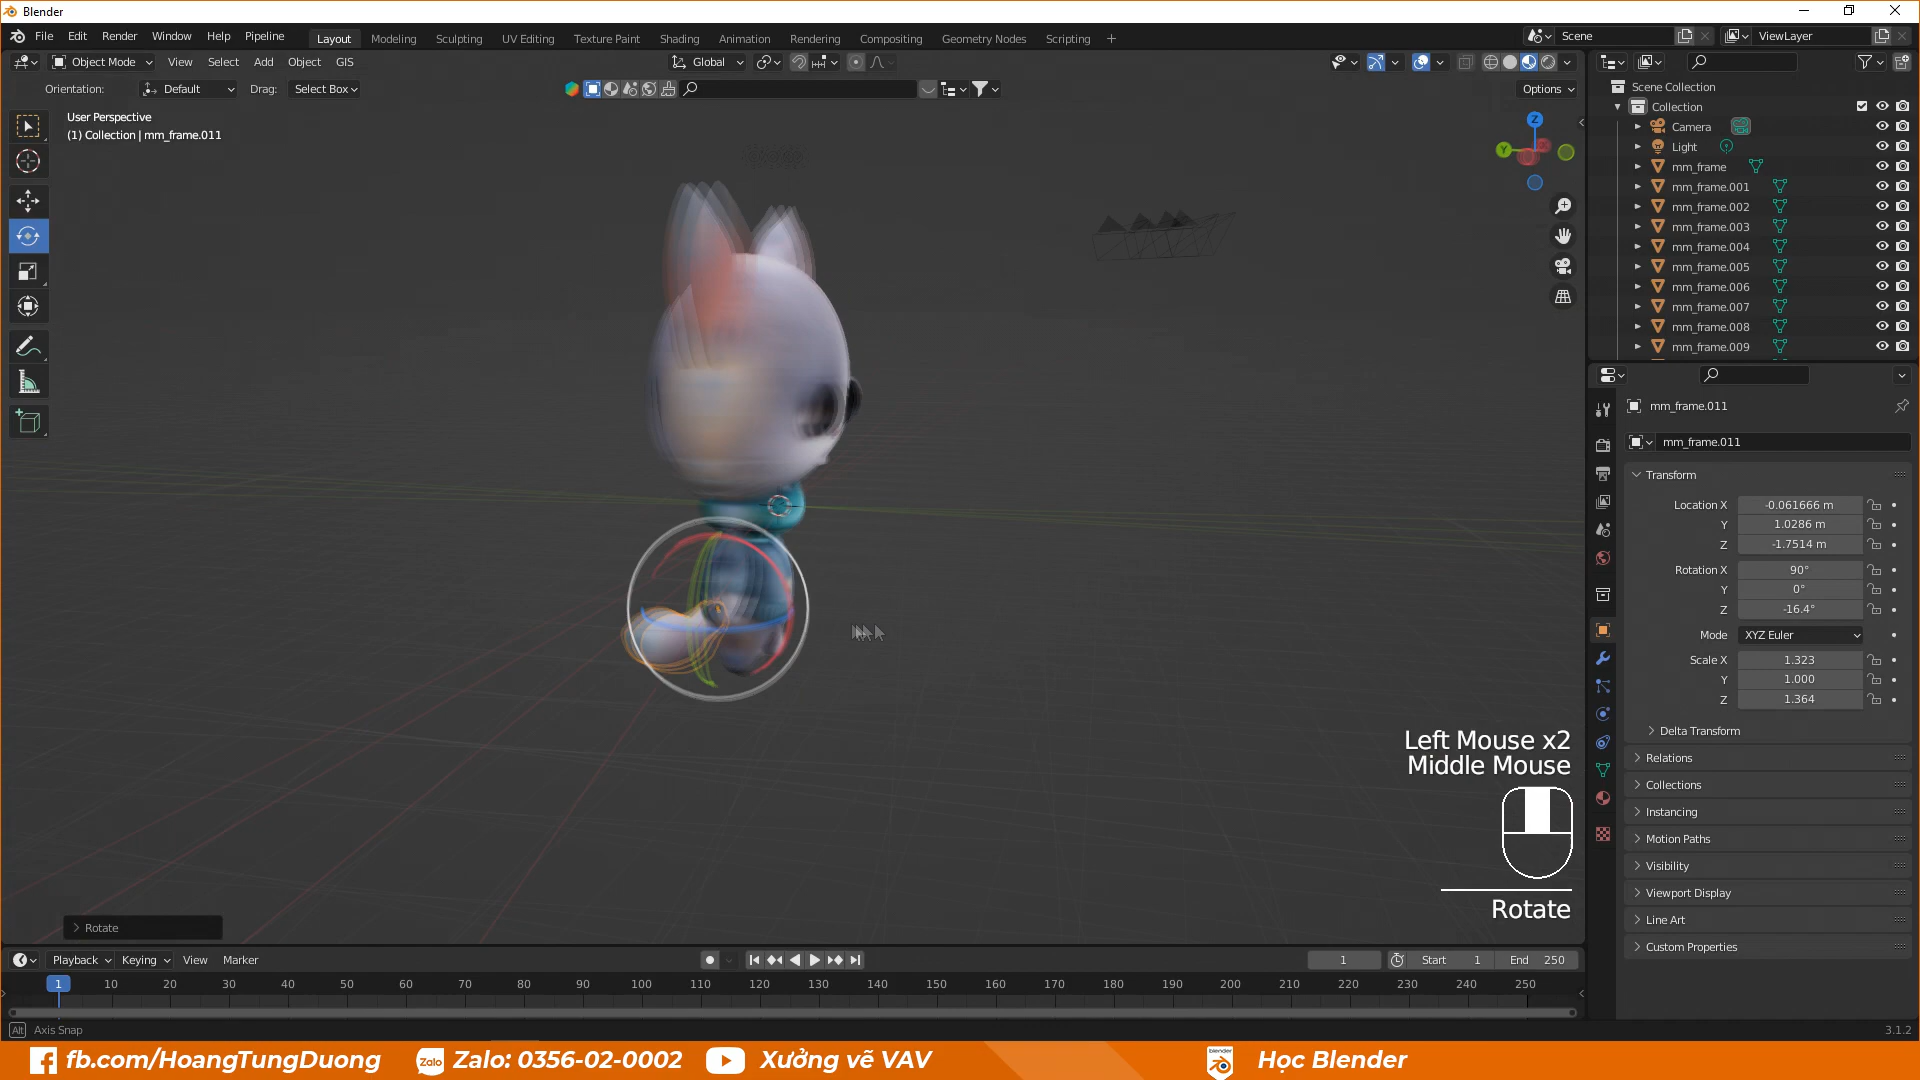 Blender
File Edit Render Window Help Pipeline Layout Modeling Sculpting UV Editing Texture Paint Shading Animation Rendering Compositing Geometry Nodes Scripting + Scene ViewLayer
Object Mode View Select Add Object GIS Global
Orientation: Default Drag: Select Box Options
User Perspective
(1) Collection | mm_frame.011
Z
Y
X
Scene Collection
Collection
Camera
Light
mm_frame
mm_frame.001
mm_frame.002
mm_frame.003
mm_frame.004
mm_frame.005
mm_frame.006
mm_frame.007
mm_frame.008
mm_frame.009
mm_frame.011
mm_frame.011
Transform
Location X -0.061666 m
Y 1.0286 m
Z -1.7514 m
Rotation X 90°
Y 0°
Z -16.4°
Mode XYZ Euler
Scale X 1.323
Y 1.000
Z 1.364
Delta Transform
Relations
Collections
Instancing
Motion Paths
Visibility
Viewport Display
Line Art
Custom Properties
Left Mouse x2
Middle Mouse
Rotate
Rotate
Playback Keying View Marker 1 Start 1 End 250
1 10 20 30 40 50 60 70 80 90 100 110 120 130 140 150 160 170 180 190 200 210 220 230 240 250
Alt Axis Snap 3.1.2
fb.com/HoangTungDuong Zalo Zalo: 0356-02-0002 Xưởng vẽ VAV blender Học Blender